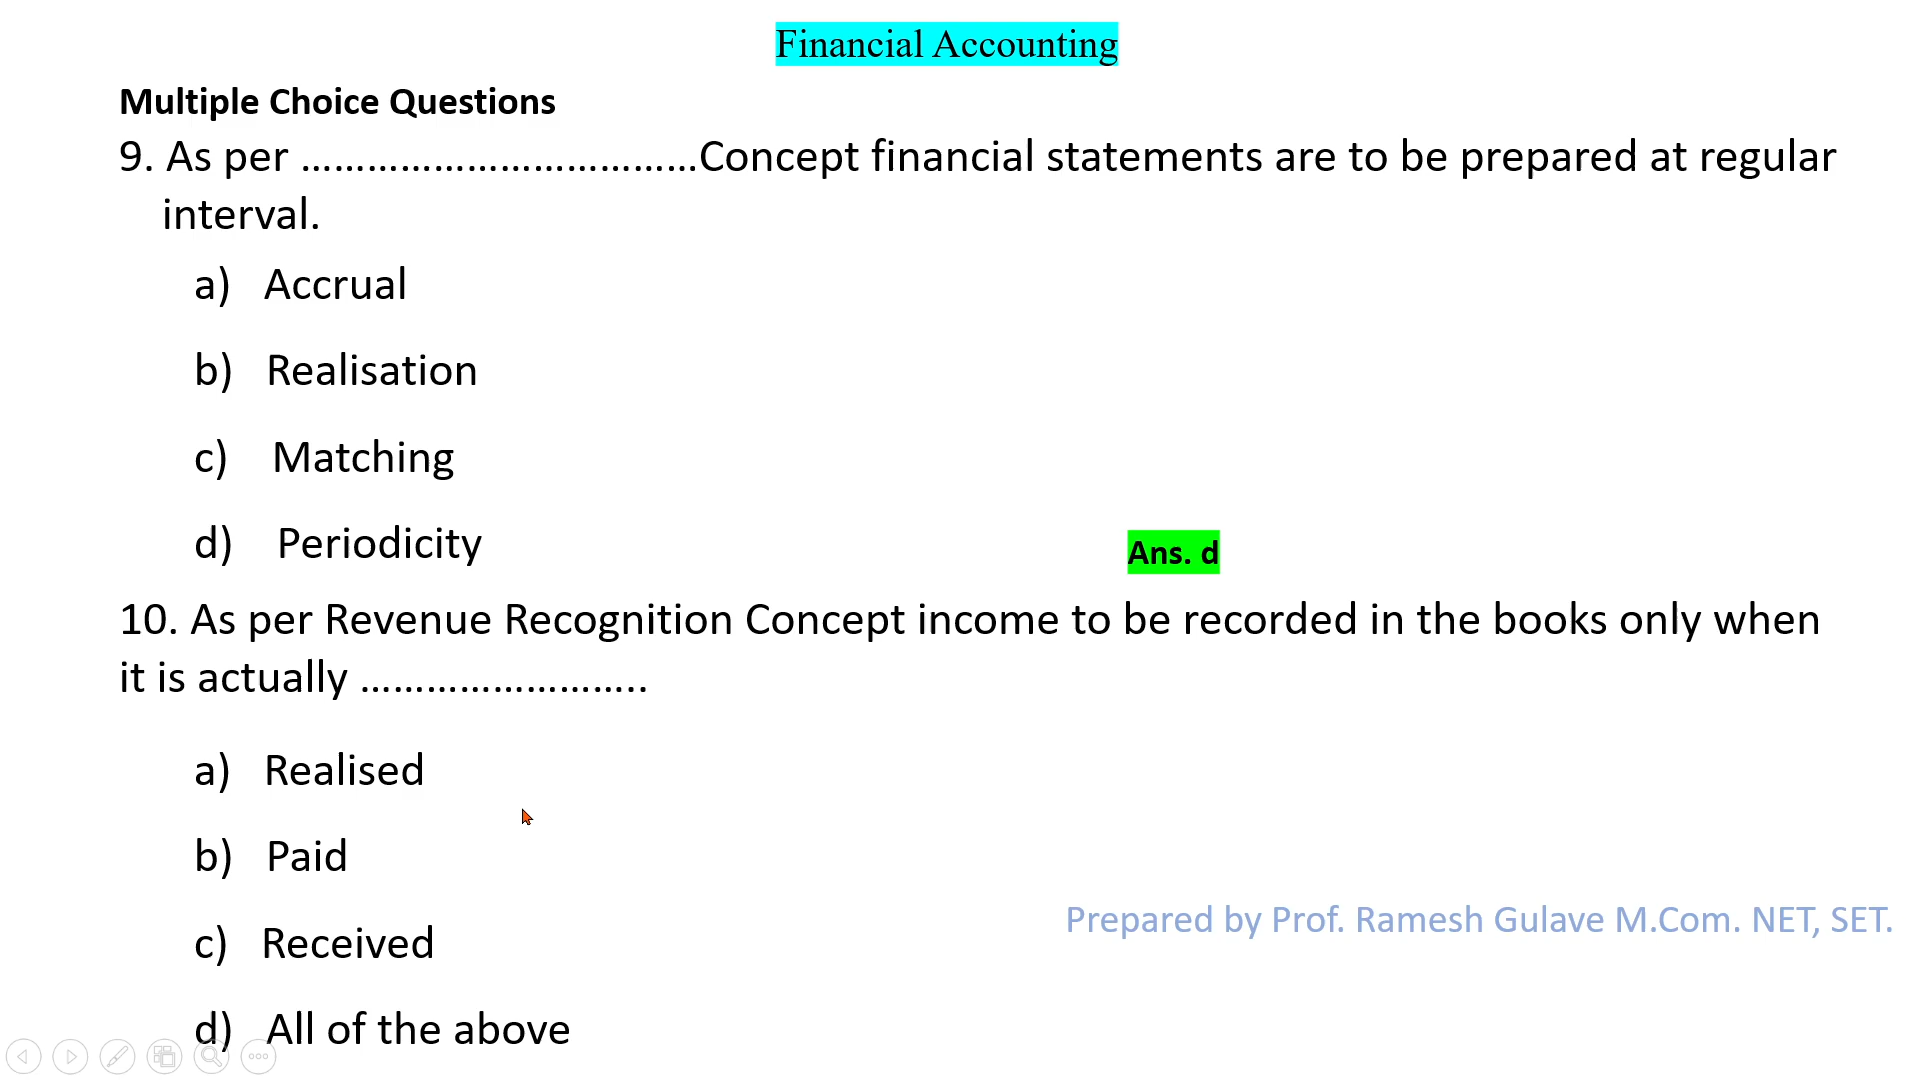 Financial Accounting
Multiple Choice Questions
9. As per ………………………………Concept financial statements are to be prepared at regular
interval.
a) Accrual
b) Realisation
c) Matching
d) Periodicity
Ans. d
10. As per Revenue Recognition Concept income to be recorded in the books only when
it is actually ……………………..
a) Realised
b) Paid
c) Received
Prepared by Prof. Ramesh Gulave M.Com. NET, SET.
d) All of the above